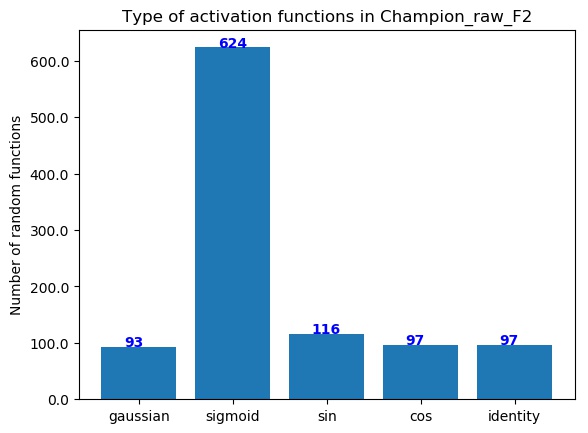 Type of activation functions in Champion_raw_F2
Number of random functions
600.0
500.0
400.0
300.0
200.0
100.0
0.0
93
624
116
97
97
gaussian
sigmoid
sin
cos
identity